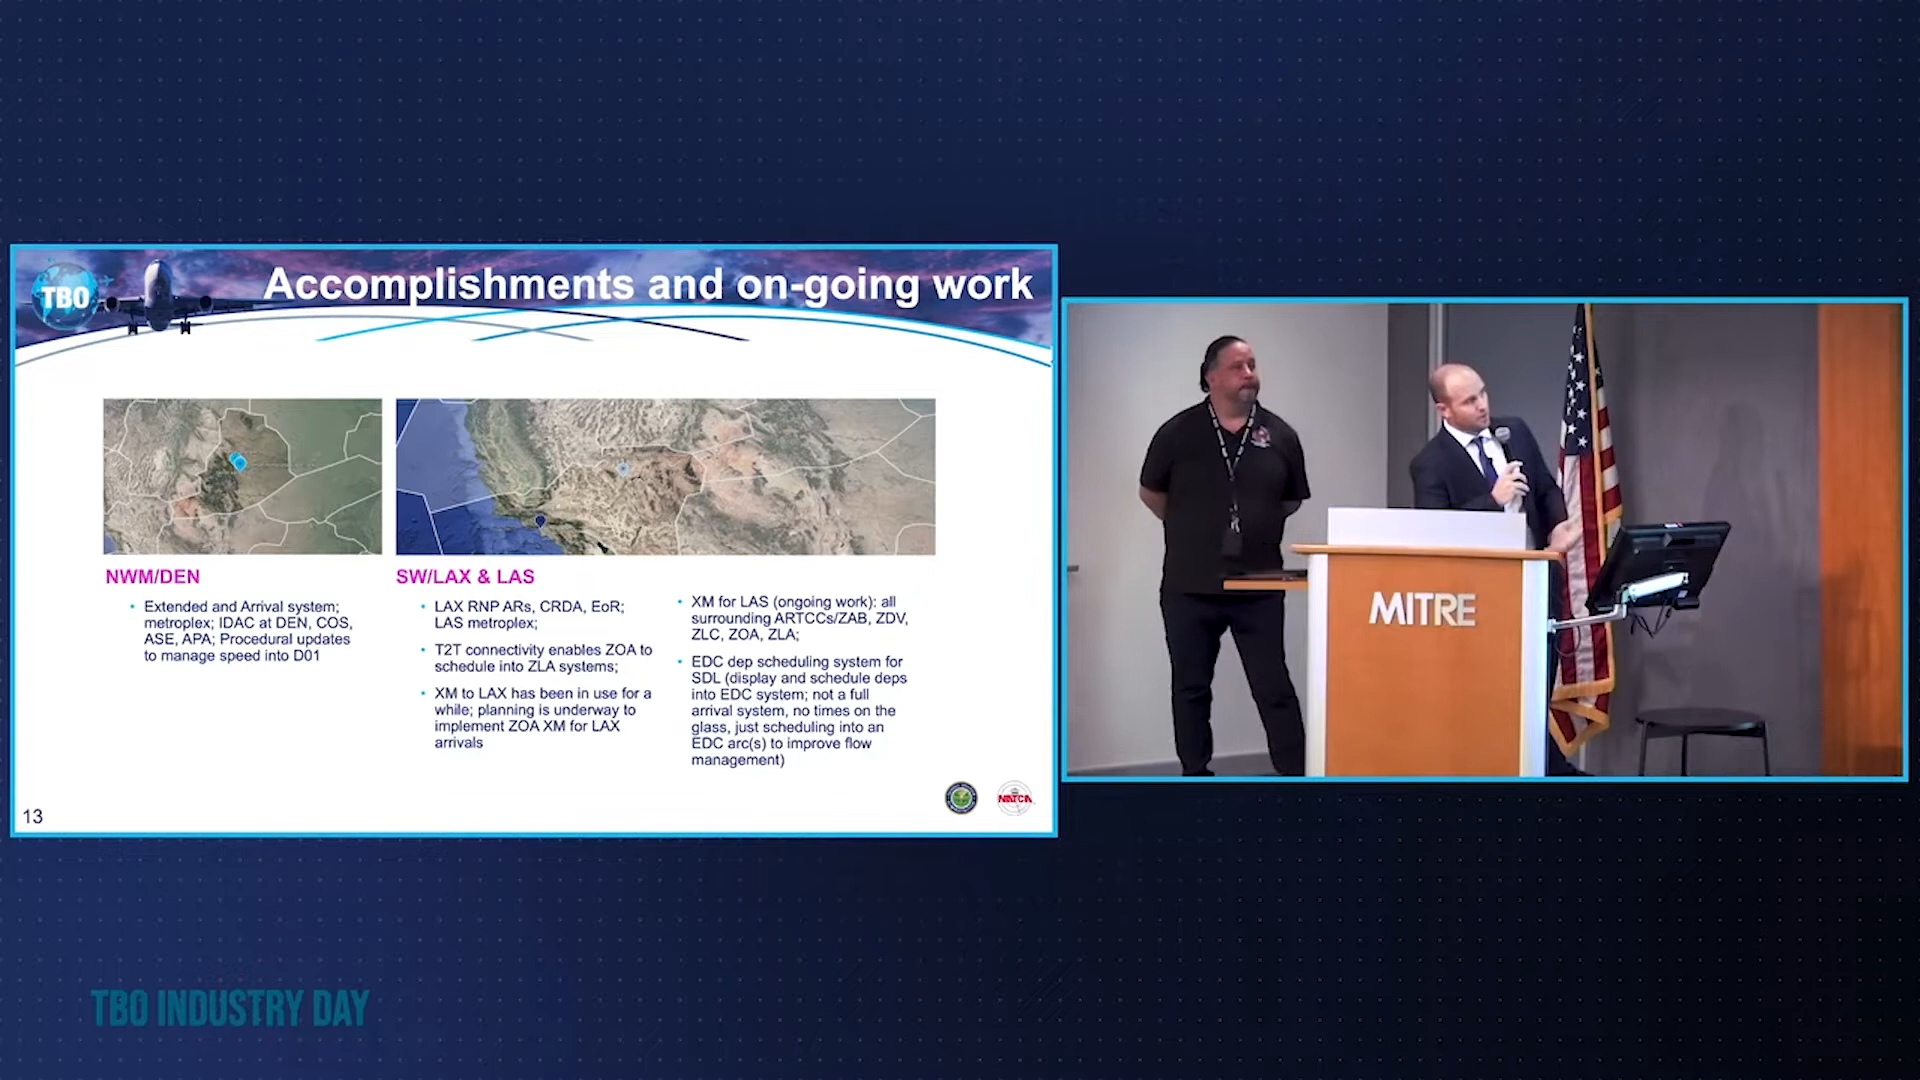 TBO
Accomplishments and on-going work
NWM/DEN
• Extended and Arrival system;
metroplex; IDAC at DEN, COS,
ASE, APA; Procedural updates
to manage speed into D01
SW/LAX & LAS
• LAX RNP ARs, CRDA, EoR;
LAS metroplex;
• T2T connectivity enables ZOA to
schedule into ZLA systems;
• XM to LAX has been in use for a
while; planning is underway to
implement ZOA XM for LAX
arrivals
• XM for LAS (ongoing work): all
surrounding ARTCCs/ZAB, ZDV,
ZLC, ZOA, ZLA;
• EDC dep scheduling system for
SDL (display and schedule deps
into EDC system; not a full
arrival system, no times on the
glass, just scheduling into an
EDC arc(s) to improve flow
management)
NATCA
13
MITRE
TBO INDUSTRY DAY